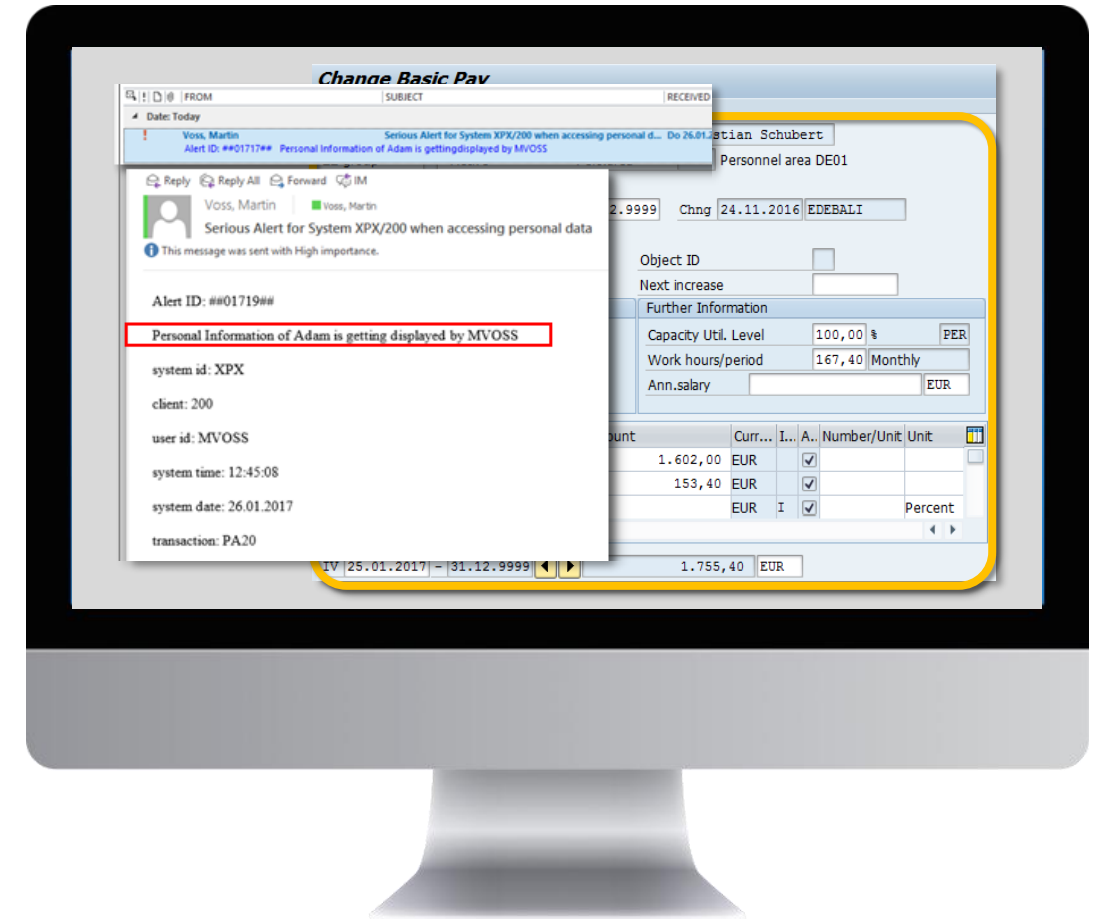 Change Basic Pay
FROM SUBJECT RECEIVED
Date: Today
! Voss, Martin Serious Alert for System XPX/200 when accessing personal d... Do 26.01.2
Alert ID: ##01717## Personal Information of Adam is gettingdisplayed by MVOSS
stian Schubert
Personnel area DE01
Reply Reply All Forward IM
Voss, Martin Voss, Martin
Serious Alert for System XPX/200 when accessing personal data
This message was sent with High importance.
Alert ID: ##01719##
Personal Information of Adam is getting displayed by MVOSS
system id: XPX
client: 200
user id: MVOSS
system time: 12:45:08
system date: 26.01.2017
transaction: PA20
2.9999 Chng 24.11.2016 EDEBALI
Object ID
Next increase
Further Information
Capacity Util. Level 100,00 % PER
Work hours/period 167,40 Monthly
Ann.salary EUR
ount Curr... I... A.. Number/Unit Unit
1.602,00 EUR
153,40 EUR
EUR I Percent
IV 25.01.2017 - 31.12.9999 1.755,40 EUR